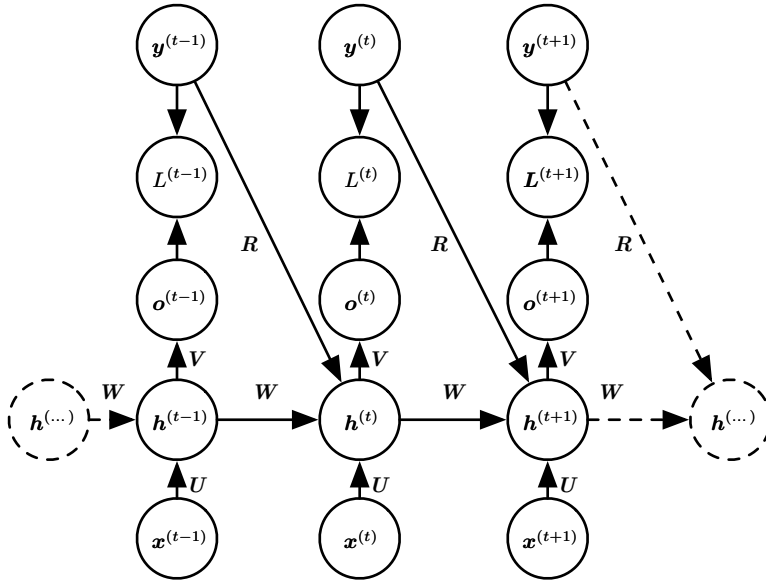 y^(t−1) y^(t) y^(t+1)
L^(t−1) L^(t) L^(t+1)
R R R
o^(t−1) o^(t) o^(t+1)
V V V
W W W W
h^(...) h^(t−1) h^(t) h^(t+1) h^(...)
U U U
x^(t−1) x^(t) x^(t+1)